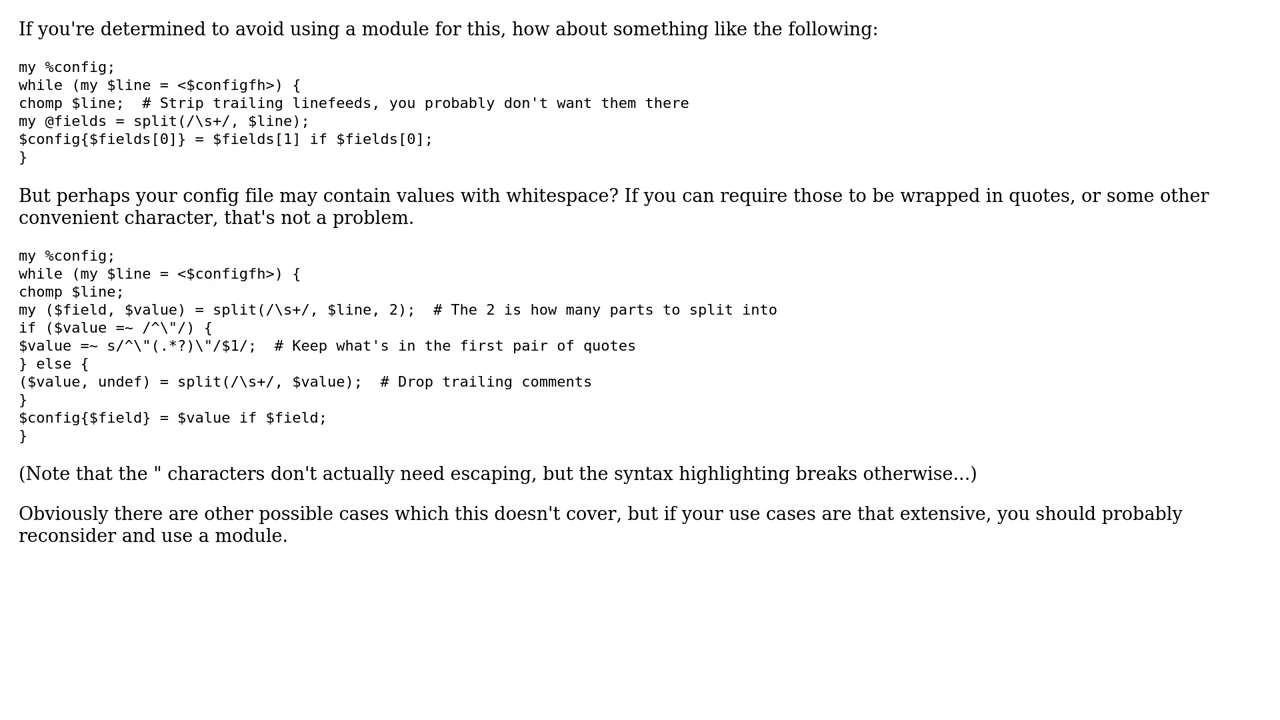 If you're determined to avoid using a module for this, how about something like the following:
my %config;
while (my $line = <$configfh>) {
chomp $line;  # Strip trailing linefeeds, you probably don't want them there
my @fields = split(/\s+/, $line);
$config{$fields[0]} = $fields[1] if $fields[0];
}
But perhaps your config file may contain values with whitespace? If you can require those to be wrapped in quotes, or some other
convenient character, that's not a problem.
my %config;
while (my $line = <$configfh>) {
chomp $line;
my ($field, $value) = split(/\s+/, $line, 2);  # The 2 is how many parts to split into
if ($value =~ /^\"/) {
$value =~ s/^\"(.*?)\"/$1/;  # Keep what's in the first pair of quotes
} else {
($value, undef) = split(/\s+/, $value);  # Drop trailing comments
}
$config{$field} = $value if $field;
}
(Note that the " characters don't actually need escaping, but the syntax highlighting breaks otherwise...)
Obviously there are other possible cases which this doesn't cover, but if your use cases are that extensive, you should probably
reconsider and use a module.